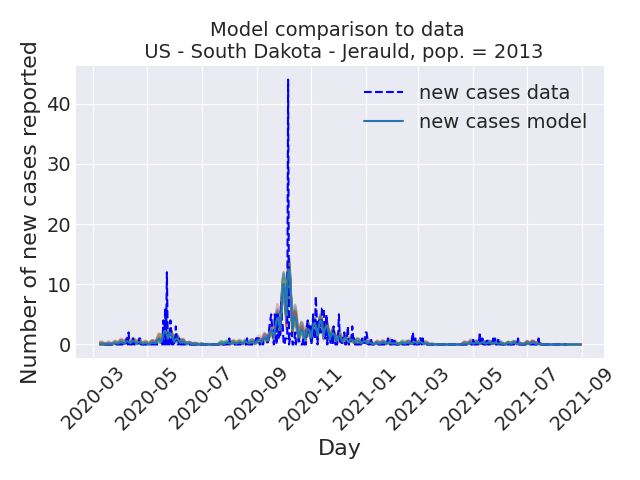 Model comparison to data
US - South Dakota - Jerauld, pop. = 2013
Number of new cases reported
40
30
20
10
0
new cases data
new cases model
2020-03
2020-05
2020-07
2020-09
2020-11
2021-01
2021-03
2021-05
2021-07
2021-09
Day